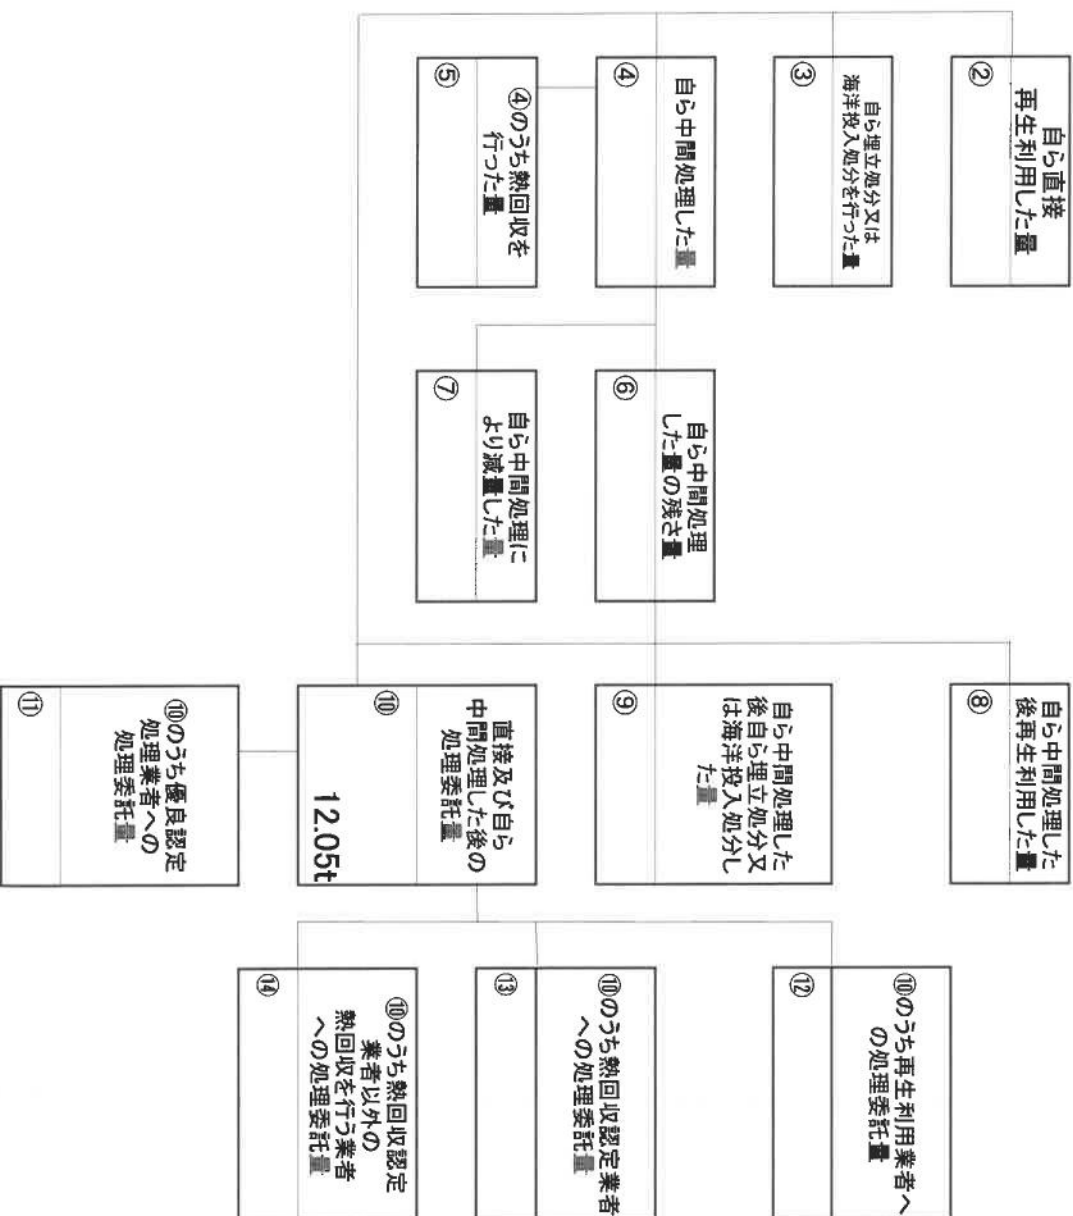 ②
自ら直接
再生利用した量
③
自ら埋立処分又は
海洋投入処分を行った量
④
自ら中間処理した量
⑤
④のうち熱回収を
行った量
⑥
自ら中間処理
した量の残さ量
⑦
自ら中間処理に
より減量した量
⑧
自ら中間処理した
後再生利用した量
⑨
自ら中間処理した
後自ら埋立処分又
は海洋投入処分し
た量
⑩
直接及び自ら
中間処理した後の
処理委託量
12.05t
⑪
⑩のうち優良認定
処理業者への
処理委託量
⑫
⑩のうち再生利用業者へ
の処理委託量
⑬
⑩のうち熱回収認定業者
への処理委託量
⑭
⑩のうち熱回収認定
業者以外の
熱回収を行う業者
への処理委託量